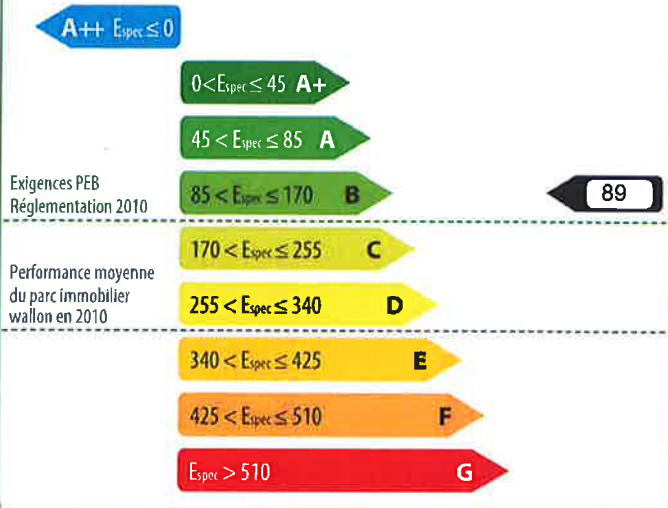 A++ Espec ≤ 0
0<Espec ≤ 45 A+
45 < Espec ≤ 85 A
Exigences PEB
Réglementation 2010
85 < Espec ≤ 170 B
89
170 < Espec ≤ 255 C
Performance moyenne
du parc immobilier
wallon en 2010
255 < Espec ≤ 340 D
340 < Espec ≤ 425 E
425 < Espec ≤ 510 F
Espec > 510 G